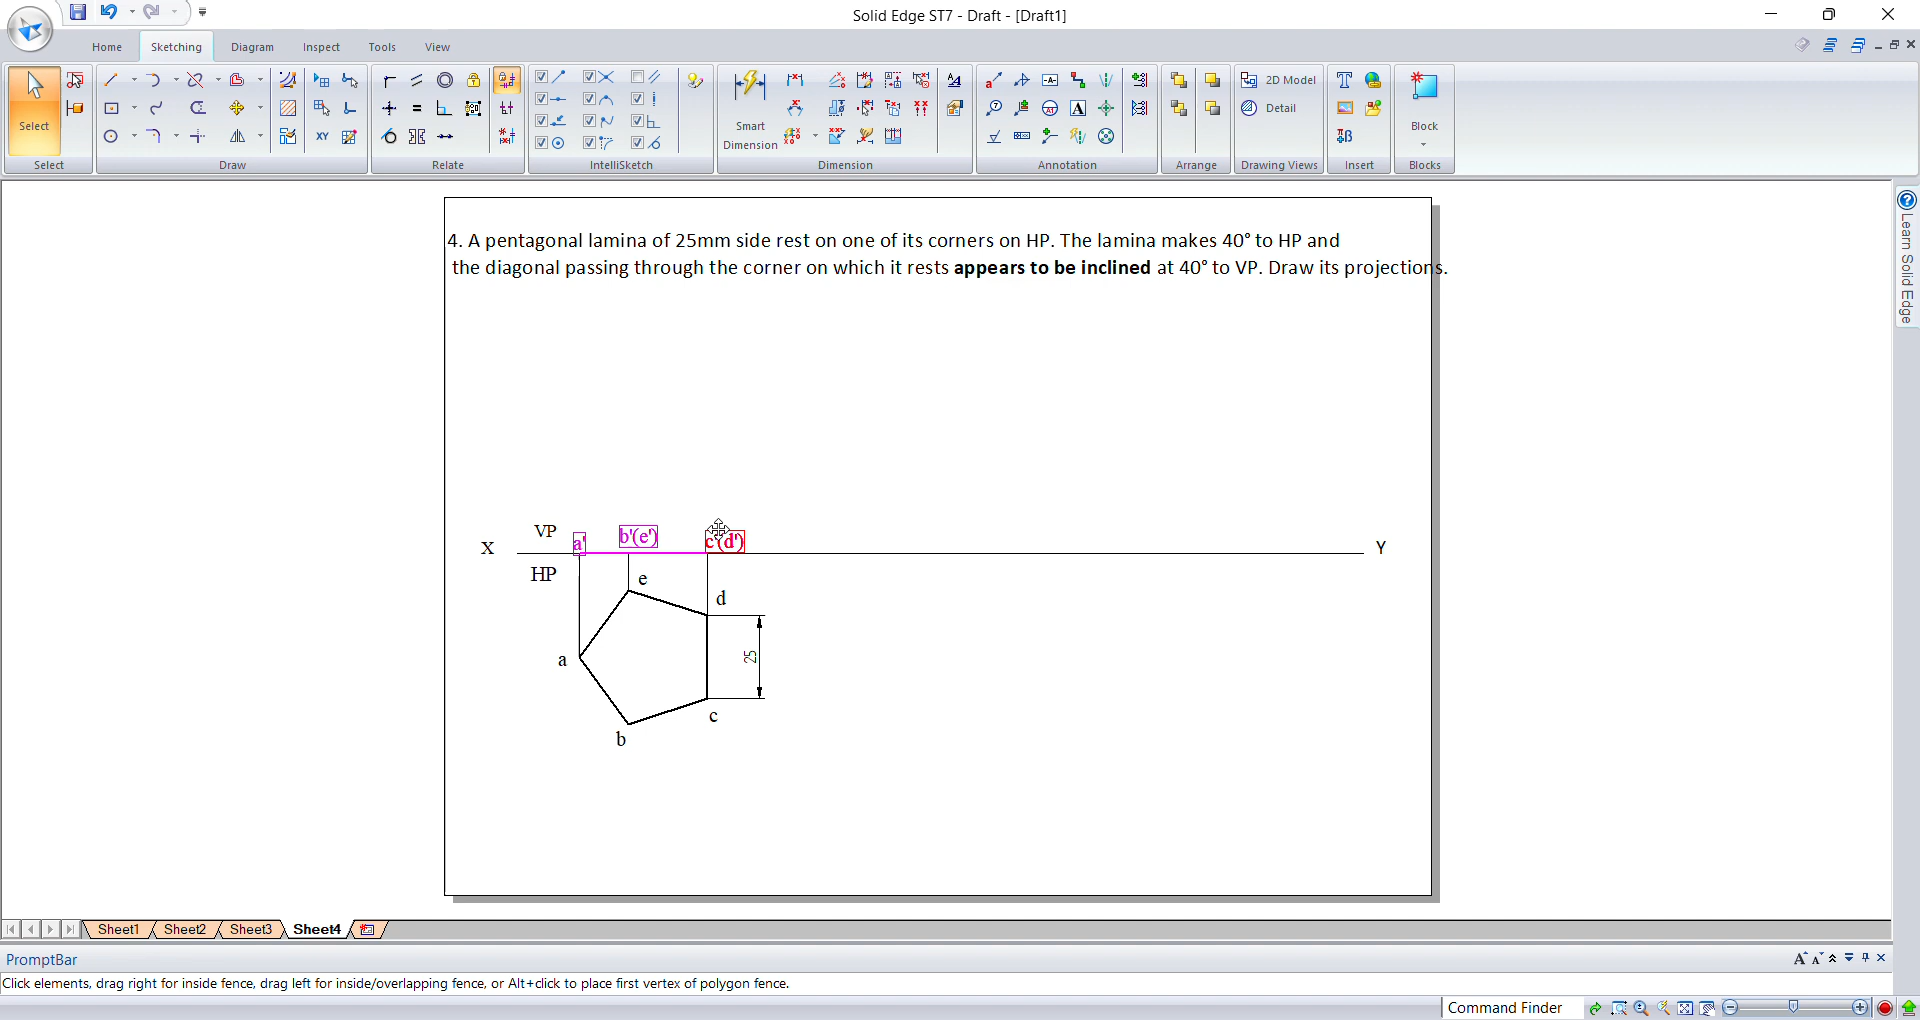 Solid Edge ST7 - Draft - [Draft1]
Home Sketching Diagram Inspect Tools View
Select
Smart
Dimension
2D Model
Detail
Block
Select Draw Relate IntelliSketch Dimension Annotation Arrange Drawing Views Insert Blocks
Learn Solid Edge
4. A pentagonal lamina of 25mm side rest on one of its corners on HP. The lamina makes 40° to HP and
the diagonal passing through the corner on which it rests appears to be inclined at 40° to VP. Draw its projections.
VP a' b'(e') c'(d')
X Y
HP e
d
a 25
c
b
Sheet1 Sheet2 Sheet3 Sheet4
PromptBar
Click elements, drag right for inside fence, drag left for inside/overlapping fence, or Alt+click to place first vertex of polygon fence.
Command Finder